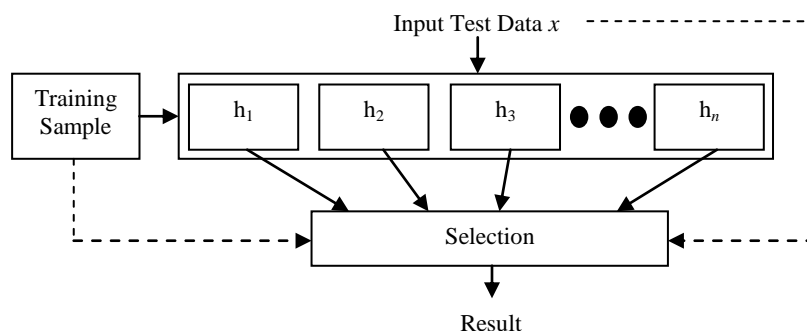 Input Test Data x
Training
Sample
h1
h2
h3
hn
Selection
Result